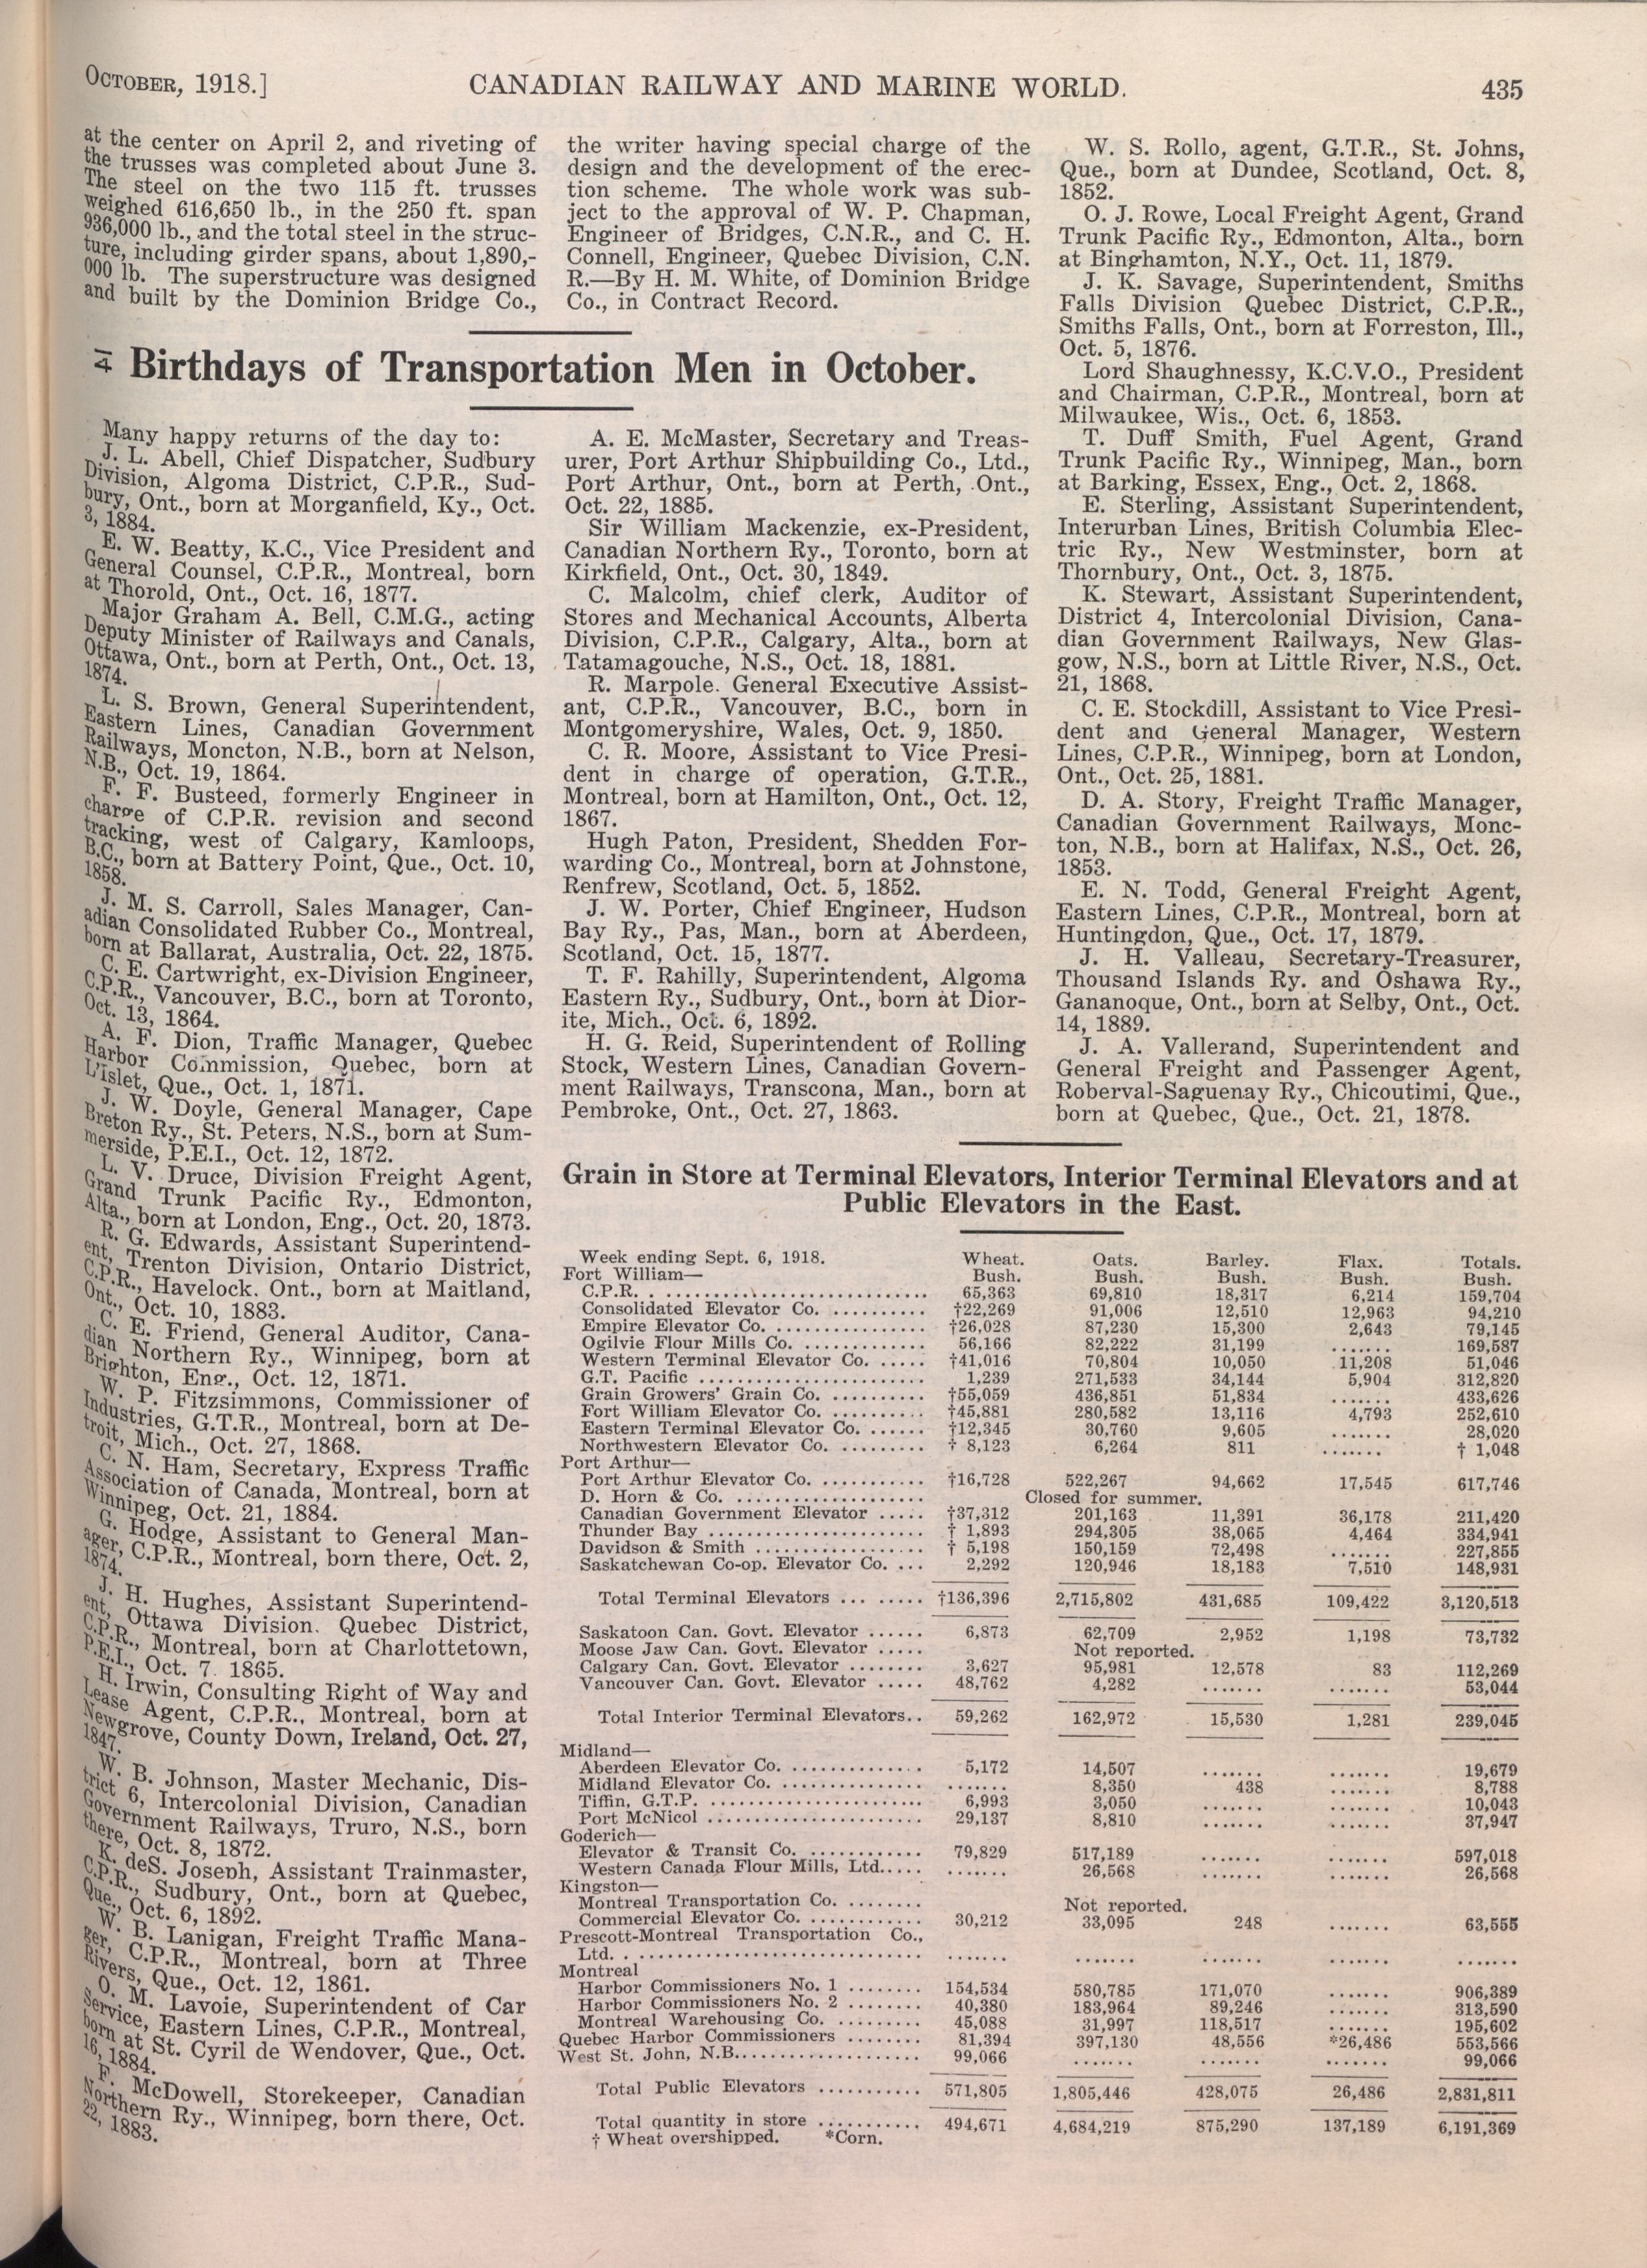 OCTOBER, 1918.]
CANADIAN RAILWAY AND MARINE WORLD.
435
at the center on April 2, and riveting of
the trusses was completed about June 3.
The steel on the two 115 ft. trusses
weighed 616,650 lb., in the 250 ft. span
936,000 lb., and the total steel in the struc-
ture, including girder spans, about 1,890,-
000 lb. The superstructure was designed
and built by the Dominion Bridge Co.,
the writer having special charge of the
design and the development of the erec-
tion scheme. The whole work was sub-
ject to the approval of W. P. Chapman,
Engineer of Bridges, C.N.R., and C. H.
Connell, Engineer, Quebec Division, C.N.
R.—By H. M. White, of Dominion Bridge
Co., in Contract Record.
Birthdays of Transportation Men in October.
Many happy returns of the day to:
J. L. Abell, Chief Dispatcher, Sudbury
Division, Algoma District, C.P.R., Sud-
bury, Ont., born at Morganfield, Ky., Oct.
3, 1884.
E. W. Beatty, K.C., Vice President and
General Counsel, C.P.R., Montreal, born
at Thorold, Ont., Oct. 16, 1877.
Major Graham A. Bell, C.M.G., acting
Deputy Minister of Railways and Canals,
Ottawa, Ont., born at Perth, Ont., Oct. 13,
1874.
L. S. Brown, General Superintendent,
Eastern Lines, Canadian Government
Railways, Moncton, N.B., born at Nelson,
N.B., Oct. 19, 1864.
F. F. Busteed, formerly Engineer in
charge of C.P.R. revision and second
tracking, west of Calgary, Kamloops,
B.C., born at Battery Point, Que., Oct. 10,
1858.
J. M. S. Carroll, Sales Manager, Can-
adian Consolidated Rubber Co., Montreal,
born at Ballarat, Australia, Oct. 22, 1875.
C. E. Cartwright, ex-Division Engineer,
C.P.R., Vancouver, B.C., born at Toronto,
Oct. 13, 1864.
A. F. Dion, Traffic Manager, Quebec
Harbor Commission, Quebec, born at
L'Islet, Que., Oct. 1, 1871.
J. W. Doyle, General Manager, Cape
Breton Ry., St. Peters, N.S., born at Sum-
merside, P.E.I., Oct. 12, 1872.
L. V. Druce, Division Freight Agent,
Grand Trunk Pacific Ry., Edmonton,
Alta., born at London, Eng., Oct. 20, 1873.
R. G. Edwards, Assistant Superintend-
ent, Trenton Division, Ontario District,
C.P.R., Havelock. Ont., born at Maitland,
Ont., Oct. 10, 1883.
C. E. Friend, General Auditor, Cana-
dian Northern Ry., Winnipeg, born at
Brighton, Eng., Oct. 12, 1871.
W. P. Fitzsimmons, Commissioner of
Industries, G.T.R., Montreal, born at De-
troit, Mich., Oct. 27, 1868.
C. N. Ham, Secretary, Express Traffic
Association of Canada, Montreal, born at
Winnipeg, Oct. 21, 1884.
G. Hodge, Assistant to General Man-
ager, C.P.R., Montreal, born there, Oct. 2,
1874.
J. H. Hughes, Assistant Superintend-
ent, Ottawa Division. Quebec District,
C.P.R., Montreal, born at Charlottetown,
P.E.I., Oct. 7. 1865.
H. Irwin, Consulting Right of Way and
Lease Agent, C.P.R., Montreal, born at
Newgrove, County Down, Ireland, Oct. 27,
1847.
W. B. Johnson, Master Mechanic, Dis-
trict 6, Intercolonial Division, Canadian
Government Railways, Truro, N.S., born
there, Oct. 8, 1872.
K. deS. Joseph, Assistant Trainmaster,
C.P.R., Sudbury, Ont., born at Quebec,
Que., Oct. 6, 1892.
W. B. Lanigan, Freight Traffic Mana-
ger, C.P.R., Montreal, born at Three
Rivers, Que., Oct. 12, 1861.
O. M. Lavoie, Superintendent of Car
Service, Eastern Lines, C.P.R., Montreal,
born at St. Cyril de Wendover, Que., Oct.
16, 1884.
F. McDowell, Storekeeper, Canadian
Northern Ry., Winnipeg, born there, Oct.
22, 1883.
A. E. McMaster, Secretary and Treas-
urer, Port Arthur Shipbuilding Co., Ltd.,
Port Arthur, Ont., born at Perth, Ont.,
Oct. 22, 1885.
Sir William Mackenzie, ex-President,
Canadian Northern Ry., Toronto, born at
Kirkfield, Ont., Oct. 30, 1849.
C. Malcolm, chief clerk, Auditor of
Stores and Mechanical Accounts, Alberta
Division, C.P.R., Calgary, Alta., born at
Tatamagouche, N.S., Oct. 18, 1881.
R. Marpole. General Executive Assist-
ant, C.P.R., Vancouver, B.C., born in
Montgomeryshire, Wales, Oct. 9, 1850.
C. R. Moore, Assistant to Vice Presi-
dent in charge of operation, G.T.R.,
Montreal, born at Hamilton, Ont., Oct. 12,
1867.
Hugh Paton, President, Shedden For-
warding Co., Montreal, born at Johnstone,
Renfrew, Scotland, Oct. 5, 1852.
J. W. Porter, Chief Engineer, Hudson
Bay Ry., Pas, Man., born at Aberdeen,
Scotland, Oct. 15, 1877.
T. F. Rahilly, Superintendent, Algoma
Eastern Ry., Sudbury, Ont., born at Dior-
ite, Mich., Oct. 6, 1892.
H. G. Reid, Superintendent of Rolling
Stock, Western Lines, Canadian Govern-
ment Railways, Transcona, Man., born at
Pembroke, Ont., Oct. 27, 1863.
W. S. Rollo, agent, G.T.R., St. Johns,
Que., born at Dundee, Scotland, Oct. 8,
1852.
O. J. Rowe, Local Freight Agent, Grand
Trunk Pacific Ry., Edmonton, Alta., born
at Binghamton, N.Y., Oct. 11, 1879.
J. K. Savage, Superintendent, Smiths
Falls Division Quebec District, C.P.R.,
Smiths Falls, Ont., born at Forreston, Ill.,
Oct. 5, 1876.
Lord Shaughnessy, K.C.V.O., President
and Chairman, C.P.R., Montreal, born at
Milwaukee, Wis., Oct. 6, 1853.
T. Duff Smith, Fuel Agent, Grand
Trunk Pacific Ry., Winnipeg, Man., born
at Barking, Essex, Eng., Oct. 2, 1868.
E. Sterling, Assistant Superintendent,
Interurban Lines, British Columbia Elec-
tric Ry., New Westminster, born at
Thornbury, Ont., Oct. 3, 1875.
K. Stewart, Assistant Superintendent,
District 4, Intercolonial Division, Cana-
dian Government Railways, New Glas-
gow, N.S., born at Little River, N.S., Oct.
21, 1868.
C. E. Stockdill, Assistant to Vice Presi-
dent and General Manager, Western
Lines, C.P.R., Winnipeg, born at London,
Ont., Oct. 25, 1881.
D. A. Story, Freight Traffic Manager,
Canadian Government Railways, Monc-
ton, N.B., born at Halifax, N.S., Oct. 26,
1853.
E. N. Todd, General Freight Agent,
Eastern Lines, C.P.R., Montreal, born at
Huntingdon, Que., Oct. 17, 1879.
J. H. Valleau, Secretary-Treasurer,
Thousand Islands Ry. and Oshawa Ry.,
Gananoque, Ont., born at Selby, Ont., Oct.
14, 1889.
J. A. Vallerand, Superintendent and
General Freight and Passenger Agent,
Roberval-Saguenay Ry., Chicoutimi, Que.,
born at Quebec, Que., Oct. 21, 1878.
Grain in Store at Terminal Elevators, Interior Terminal Elevators and at
Public Elevators in the East.
Week ending Sept. 6, 1918. Wheat. Oats. Barley. Flax. Totals.
Fort William— Bush. Bush. Bush. Bush. Bush.
C.P.R. . ........................... 65,363 69,810 18,317 6,214 159,704
Consolidated Elevator Co. .......... †22,269 91,006 12,510 12,963 94,210
Empire Elevator Co. ................ †26,028 87,230 15,300 2,643 79,145
Ogilvie Flour Mills Co. ............. 56,166 82,222 31,199 ....... 169,587
Western Terminal Elevator Co. ..... †41,016 70,804 10,050 11,208 51,046
G.T. Pacific ........................ 1,239 271,533 34,144 5,904 312,820
Grain Growers' Grain Co. .......... †55,059 436,851 51,834 ....... 433,626
Fort William Elevator Co. .......... †45,881 280,582 13,116 4,793 252,610
Eastern Terminal Elevator Co. ...... †12,345 30,760 9,605 ....... 28,020
Northwestern Elevator Co. ......... † 8,123 6,264 811 ....... † 1,048
Port Arthur—
Port Arthur Elevator Co. ........... †16,728 522,267 94,662 17,545 617,746
D. Horn & Co. ................... Closed for summer.
Canadian Government Elevator ..... †37,312 201,163 11,391 36,178 211,420
Thunder Bay ...................... † 1,893 294,305 38,065 4,464 334,941
Davidson & Smith ................. † 5,198 150,159 72,498 ....... 227,855
Saskatchewan Co-op. Elevator Co. ... 2,292 120,946 18,183 7,510 148,931
Total Terminal Elevators ... ..... †136,396 2,715,802 431,685 109,422 3,120,513
Saskatoon Can. Govt. Elevator ...... 6,873 62,709 2,952 1,198 73,732
Moose Jaw Can. Govt. Elevator ..... Not reported.
Calgary Can. Govt. Elevator ........ 3,627 95,981 12,578 83 112,269
Vancouver Can. Govt. Elevator ..... 48,762 4,282 ....... ....... 53,044
Total Interior Terminal Elevators.. 59,262 162,972 15,530 1,281 239,045
Midland—
Aberdeen Elevator Co. ............. 5,172 14,507 ....... ....... 19,679
Midland Elevator Co. .............. ....... 8,350 438 ....... 8,788
Tiffin, G.T.P. ...................... 6,993 3,050 ....... ....... 10,043
Port McNicol ...................... 29,137 8,810 ....... ....... 37,947
Goderich—
Elevator & Transit Co. ............ 79,829 517,189 ....... ....... 597,018
Western Canada Flour Mills, Ltd..... ....... 26,568 ....... ....... 26,568
Kingston—
Montreal Transportation Co. ........ Not reported.
Commercial Elevator Co. ............ 30,212 33,095 248 ....... 63,555
Prescott-Montreal Transportation Co.,
Ltd. . ............................. ....... ....... ....... ....... .......
Montreal
Harbor Commissioners No. 1 ........ 154,534 580,785 171,070 ....... 906,389
Harbor Commissioners No. 2 ........ 40,380 183,964 89,246 ....... 313,590
Montreal Warehousing Co. ......... 45,088 31,997 118,517 ....... 195,602
Quebec Harbor Commissioners ........ 81,394 397,130 48,556 *26,486 553,566
West St. John, N.B................... 99,066 ....... ....... ....... 99,066
Total Public Elevators ........... 571,805 1,805,446 428,075 26,486 2,831,811
Total quantity in store ........... 494,671 4,684,219 875,290 137,189 6,191,369
† Wheat overshipped. *Corn.